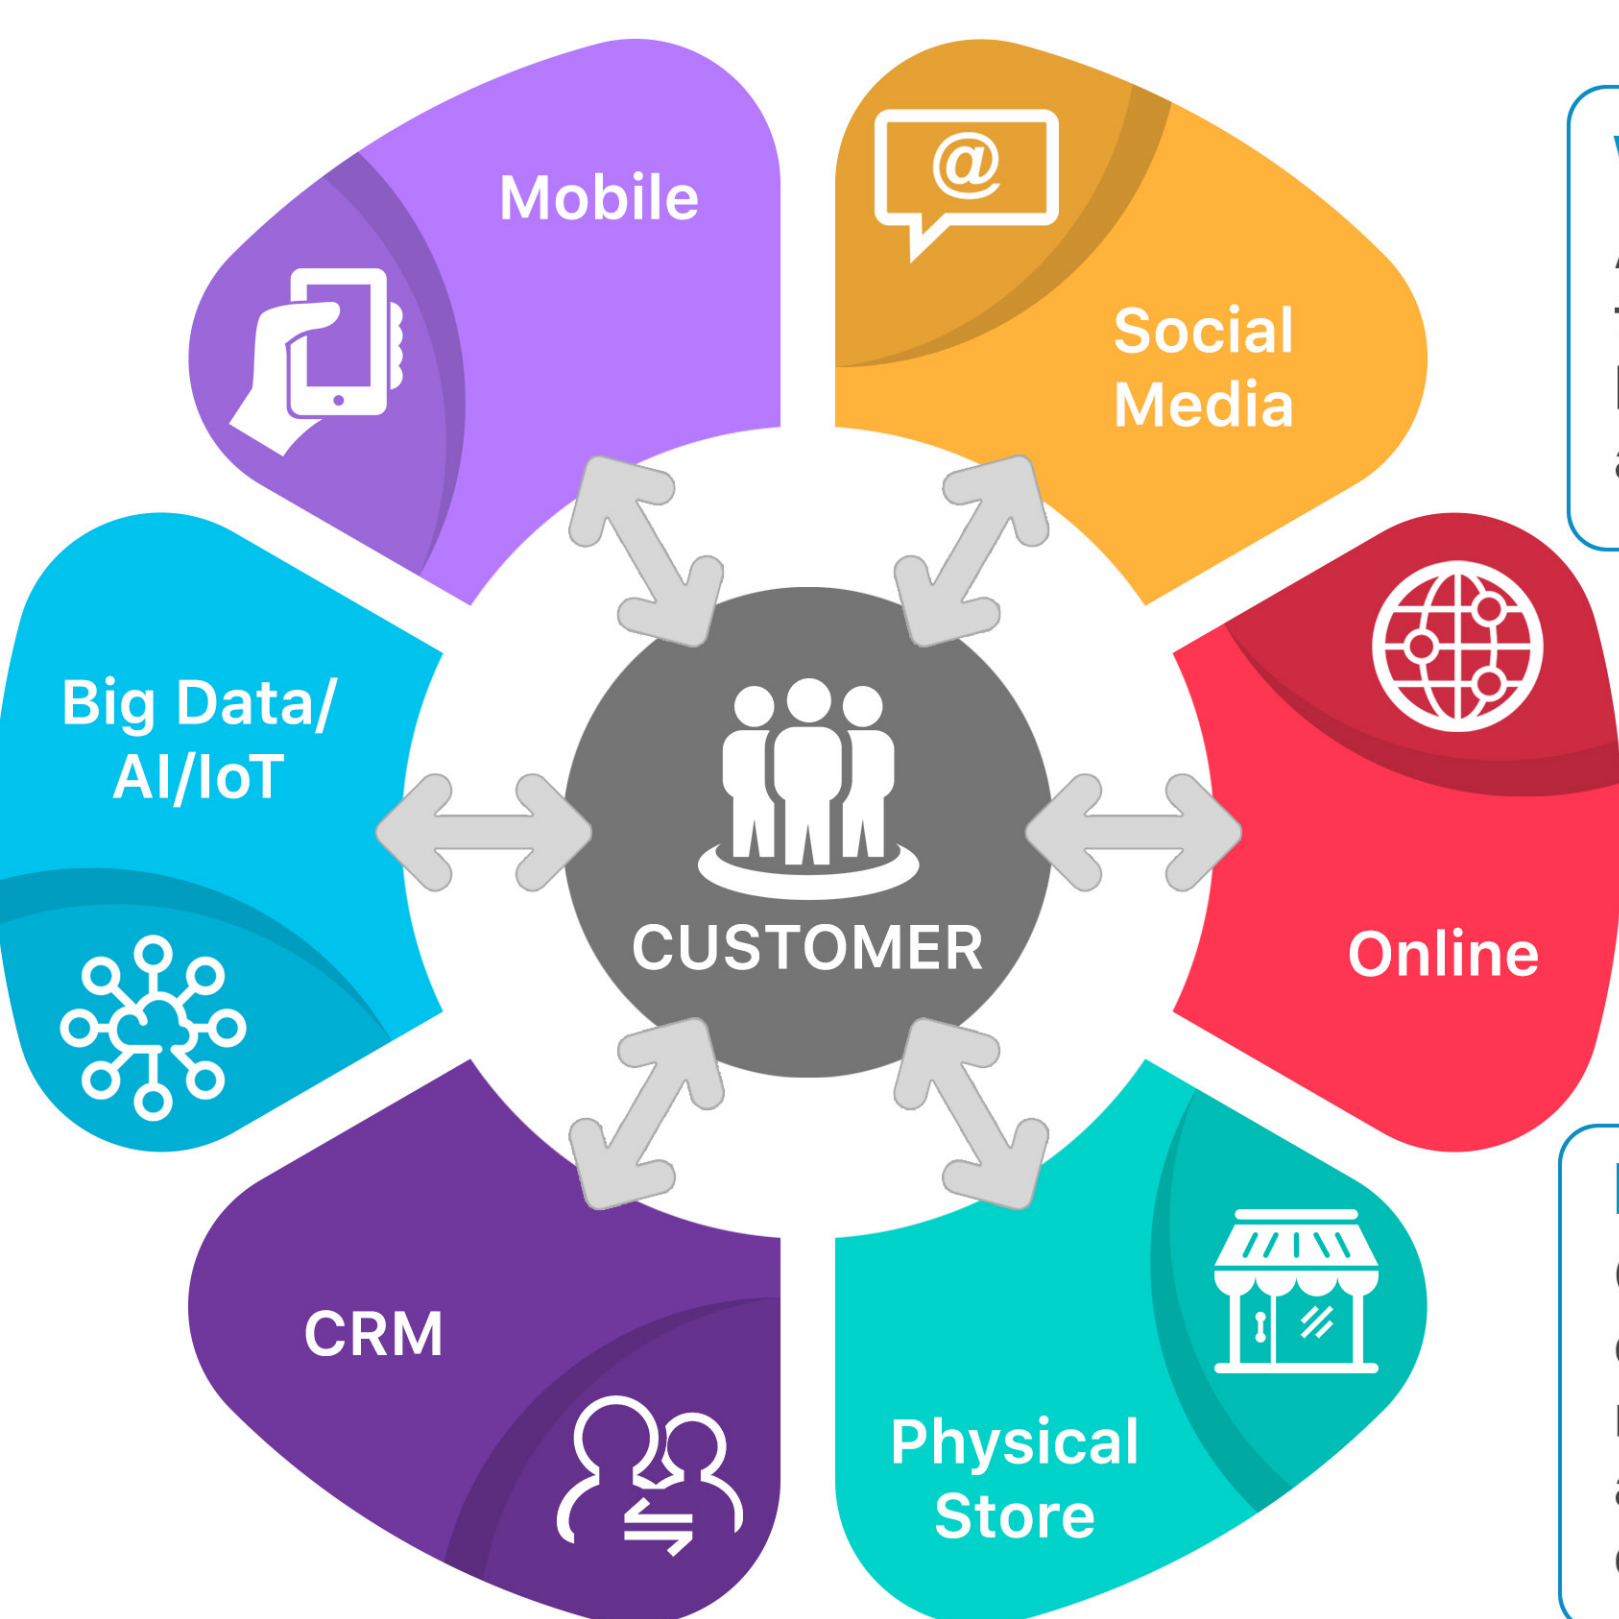 Mobile
@
Social
Media
Big Data/
AI/IoT
CUSTOMER
Online
CRM
Physical
Store